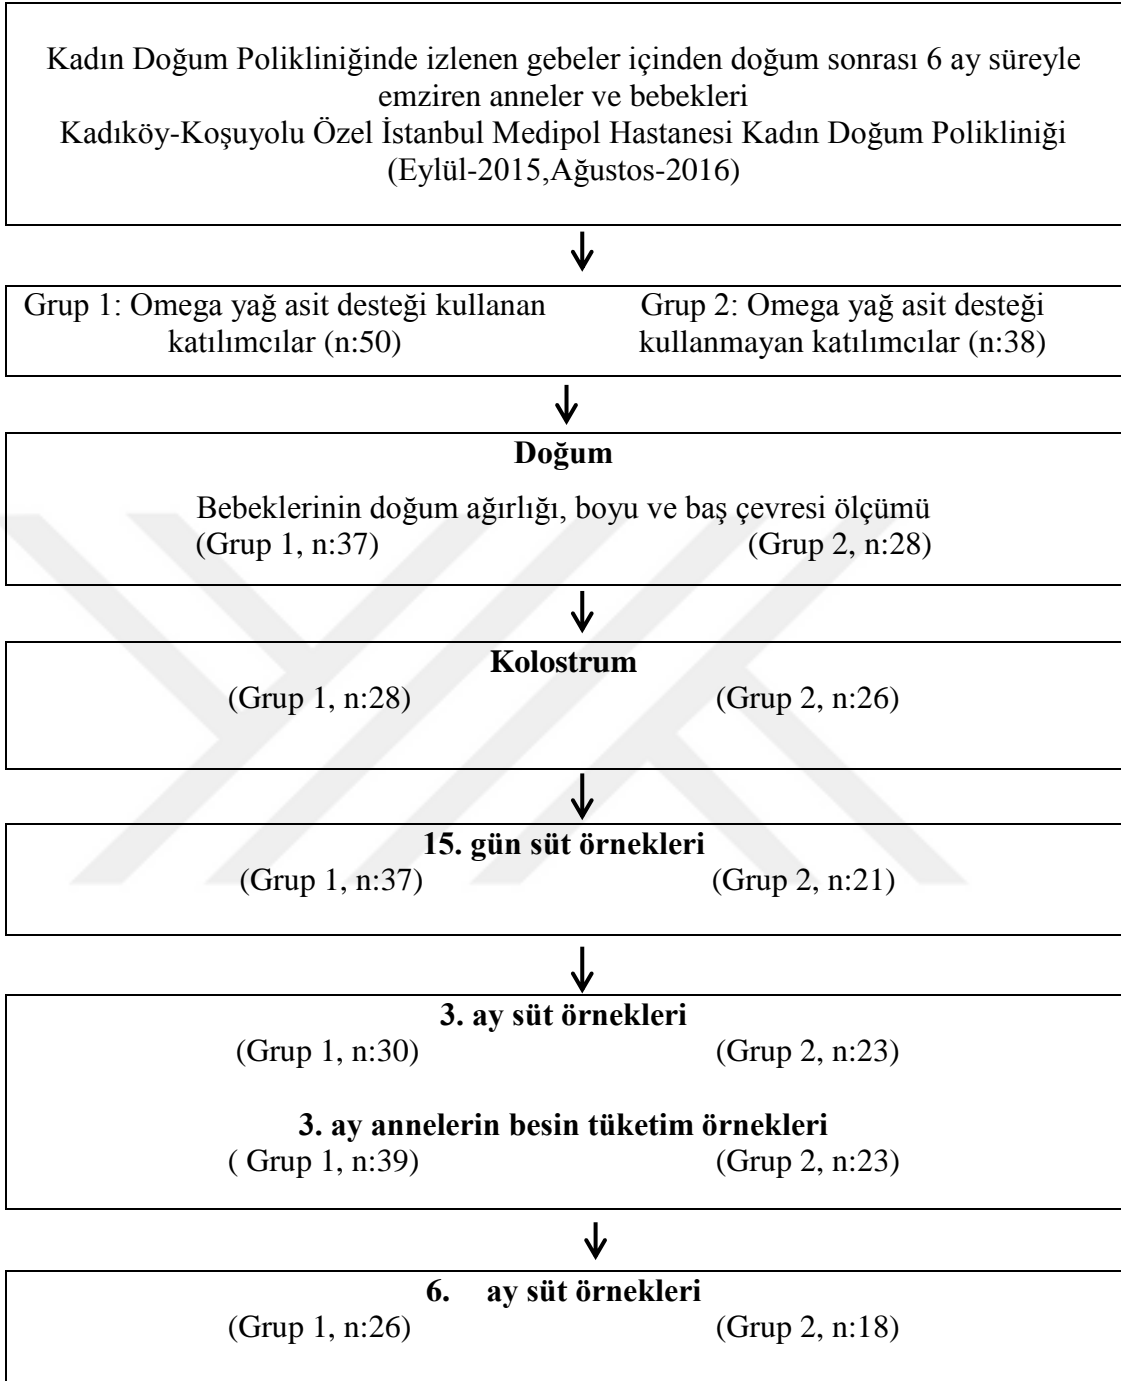 Kadın Doğum Polikliniğinde izlenen gebeler içinden doğum sonrası 6 ay süreyle
emziren anneler ve bebekleri
Kadıköy-Koşuyolu Özel İstanbul Medipol Hastanesi Kadın Doğum Polikliniği
(Eylül-2015,Ağustos-2016)
Grup 1: Omega yağ asit desteği kullanan
katılımcılar (n:50)
Grup 2: Omega yağ asit desteği
kullanmayan katılımcılar (n:38)
Doğum
Bebeklerinin doğum ağırlığı, boyu ve baş çevresi ölçümü
(Grup 1, n:37) (Grup 2, n:28)
Kolostrum
(Grup 1, n:28) (Grup 2, n:26)
15. gün süt örnekleri
(Grup 1, n:37) (Grup 2, n:21)
3. ay süt örnekleri
(Grup 1, n:30) (Grup 2, n:23)
3. ay annelerin besin tüketim örnekleri
( Grup 1, n:39) (Grup 2, n:23)
6. ay süt örnekleri
(Grup 1, n:26) (Grup 2, n:18)